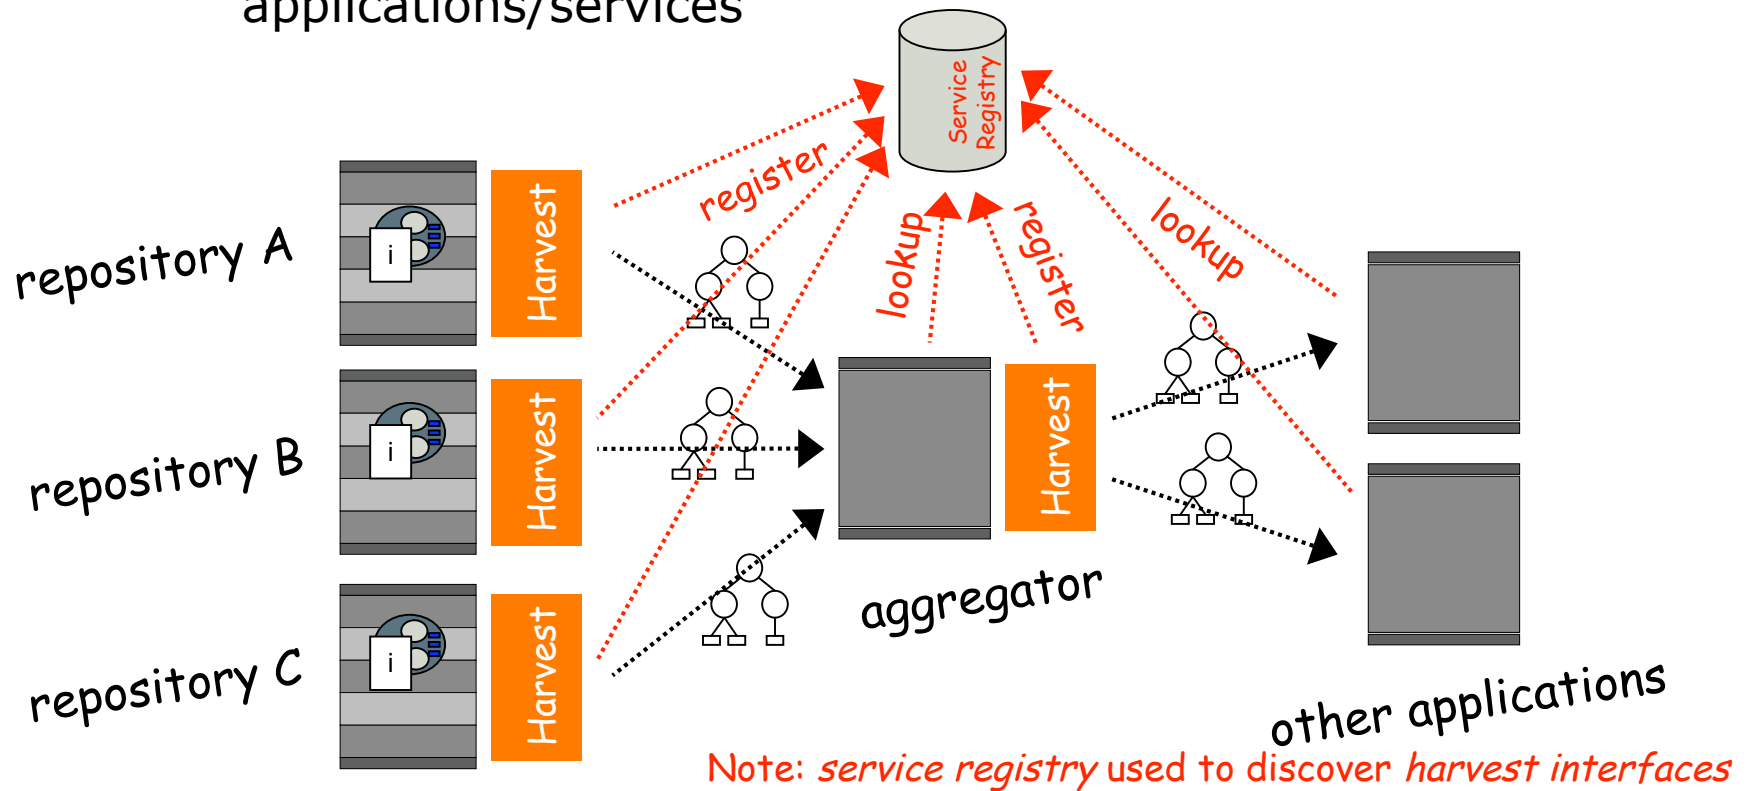 applications/services
Service
Registry
register
lookup
register
lookup
repository A
i
Harvest
repository B
i
Harvest
Harvest
aggregator
repository C
i
Harvest
other applications
Note: service registry used to discover harvest interfaces